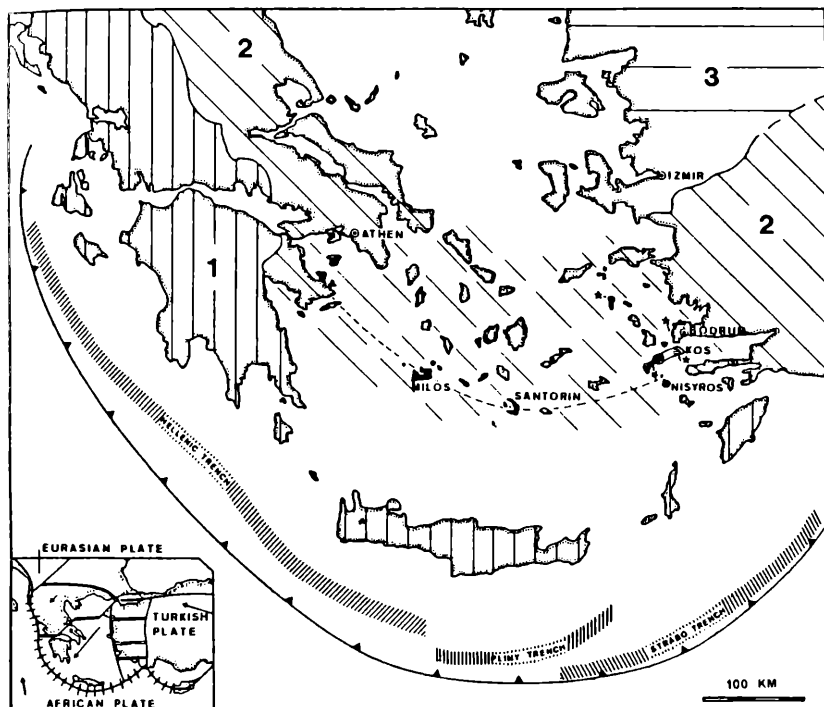 2
3
IZMIR
2
ATHEN
1
BODRUM
KOS
MILOS
SANTORIN
NISYROS
HELLENIC TRENCH
EURASIAN PLATE
TURKISH
PLATE
PLINY TRENCH
STRABO TRENCH
AFRICAN PLATE
100 KM